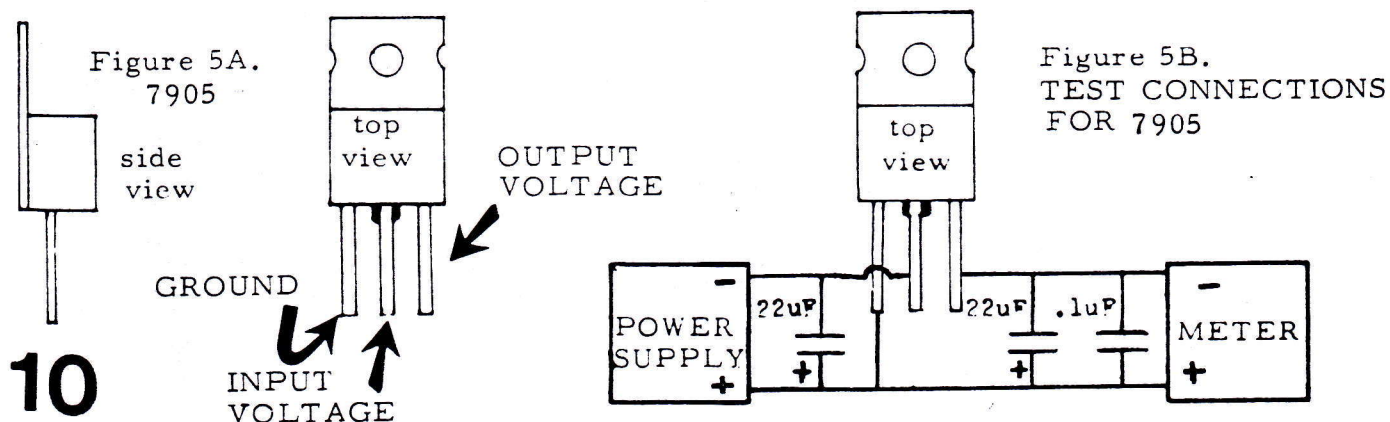 Figure 5A.
7905
side
view
top
view
OUTPUT
VOLTAGE
GROUND
INPUT
VOLTAGE
10
Figure 5B.
TEST CONNECTIONS
FOR 7905
top
view
POWER
SUPPLY
-
+
22uF
+
22uF
+
.1uF
METER
-
+